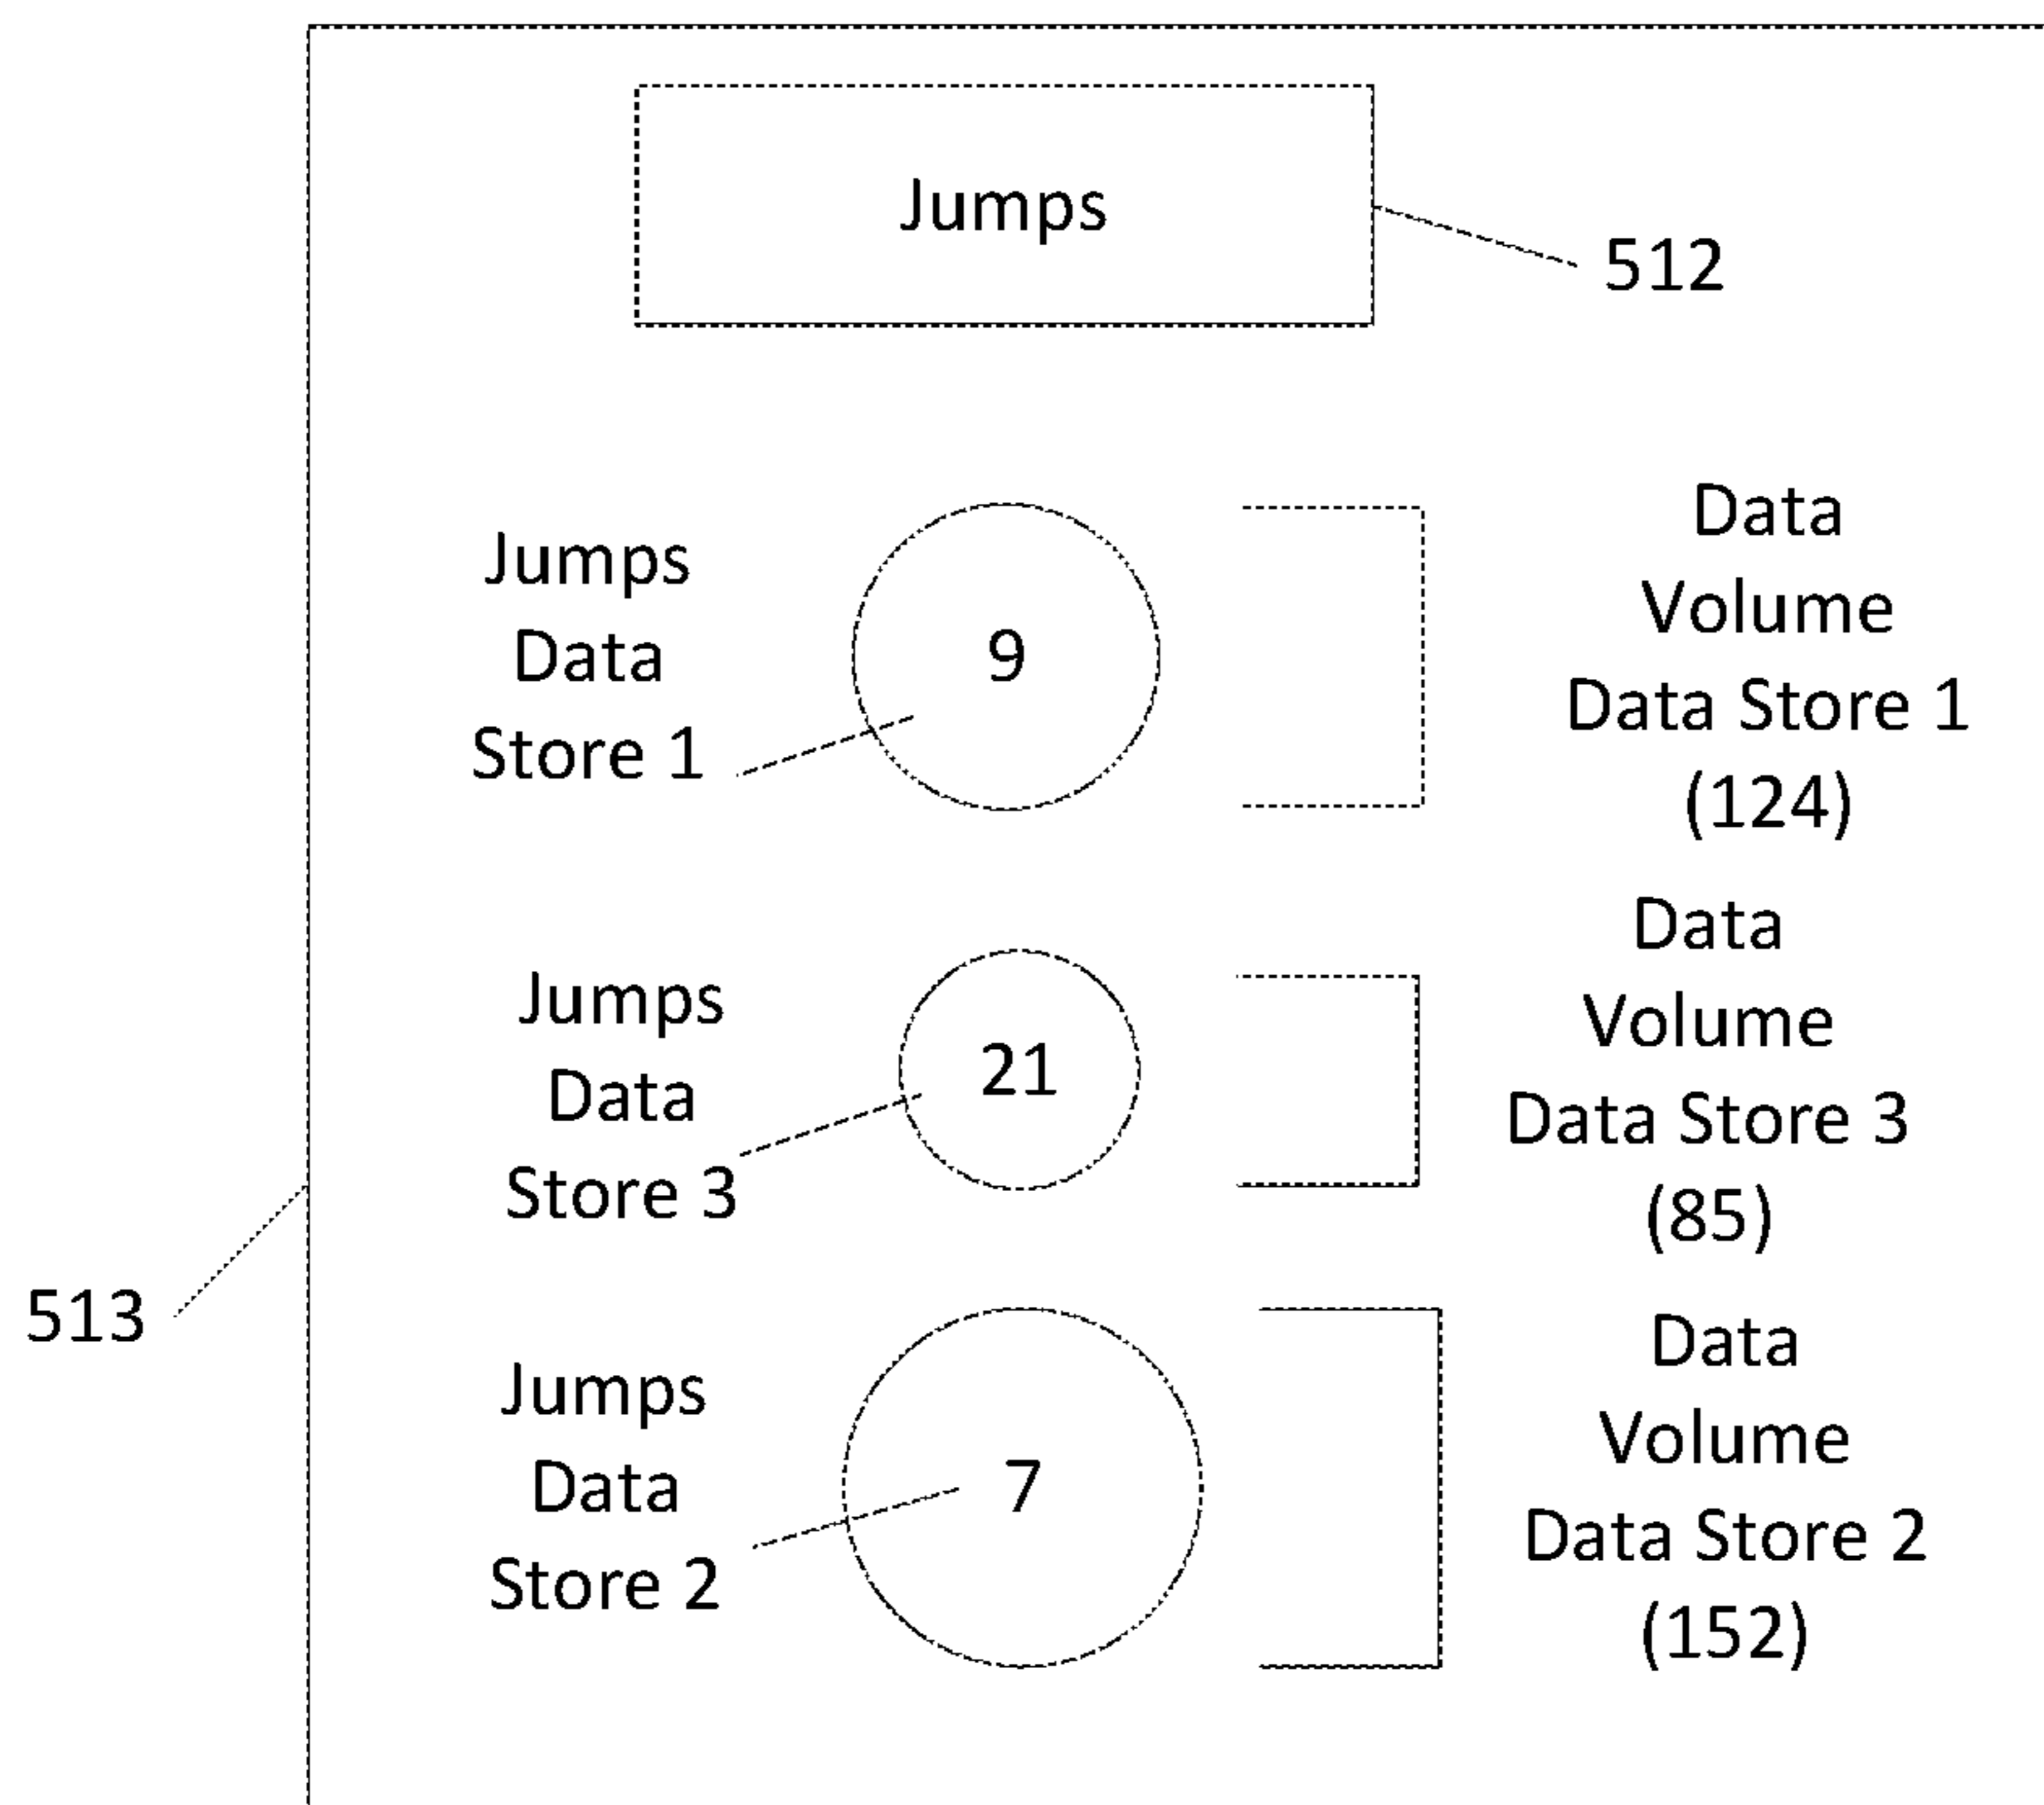 Jumps
512
Jumps
Data
Store 1
9
Data
Volume
Data Store 1
(124)
Jumps
Data
Store 3
21
Data
Volume
Data Store 3
(85)
513
Jumps
Data
Store 2
7
Data
Volume
Data Store 2
(152)